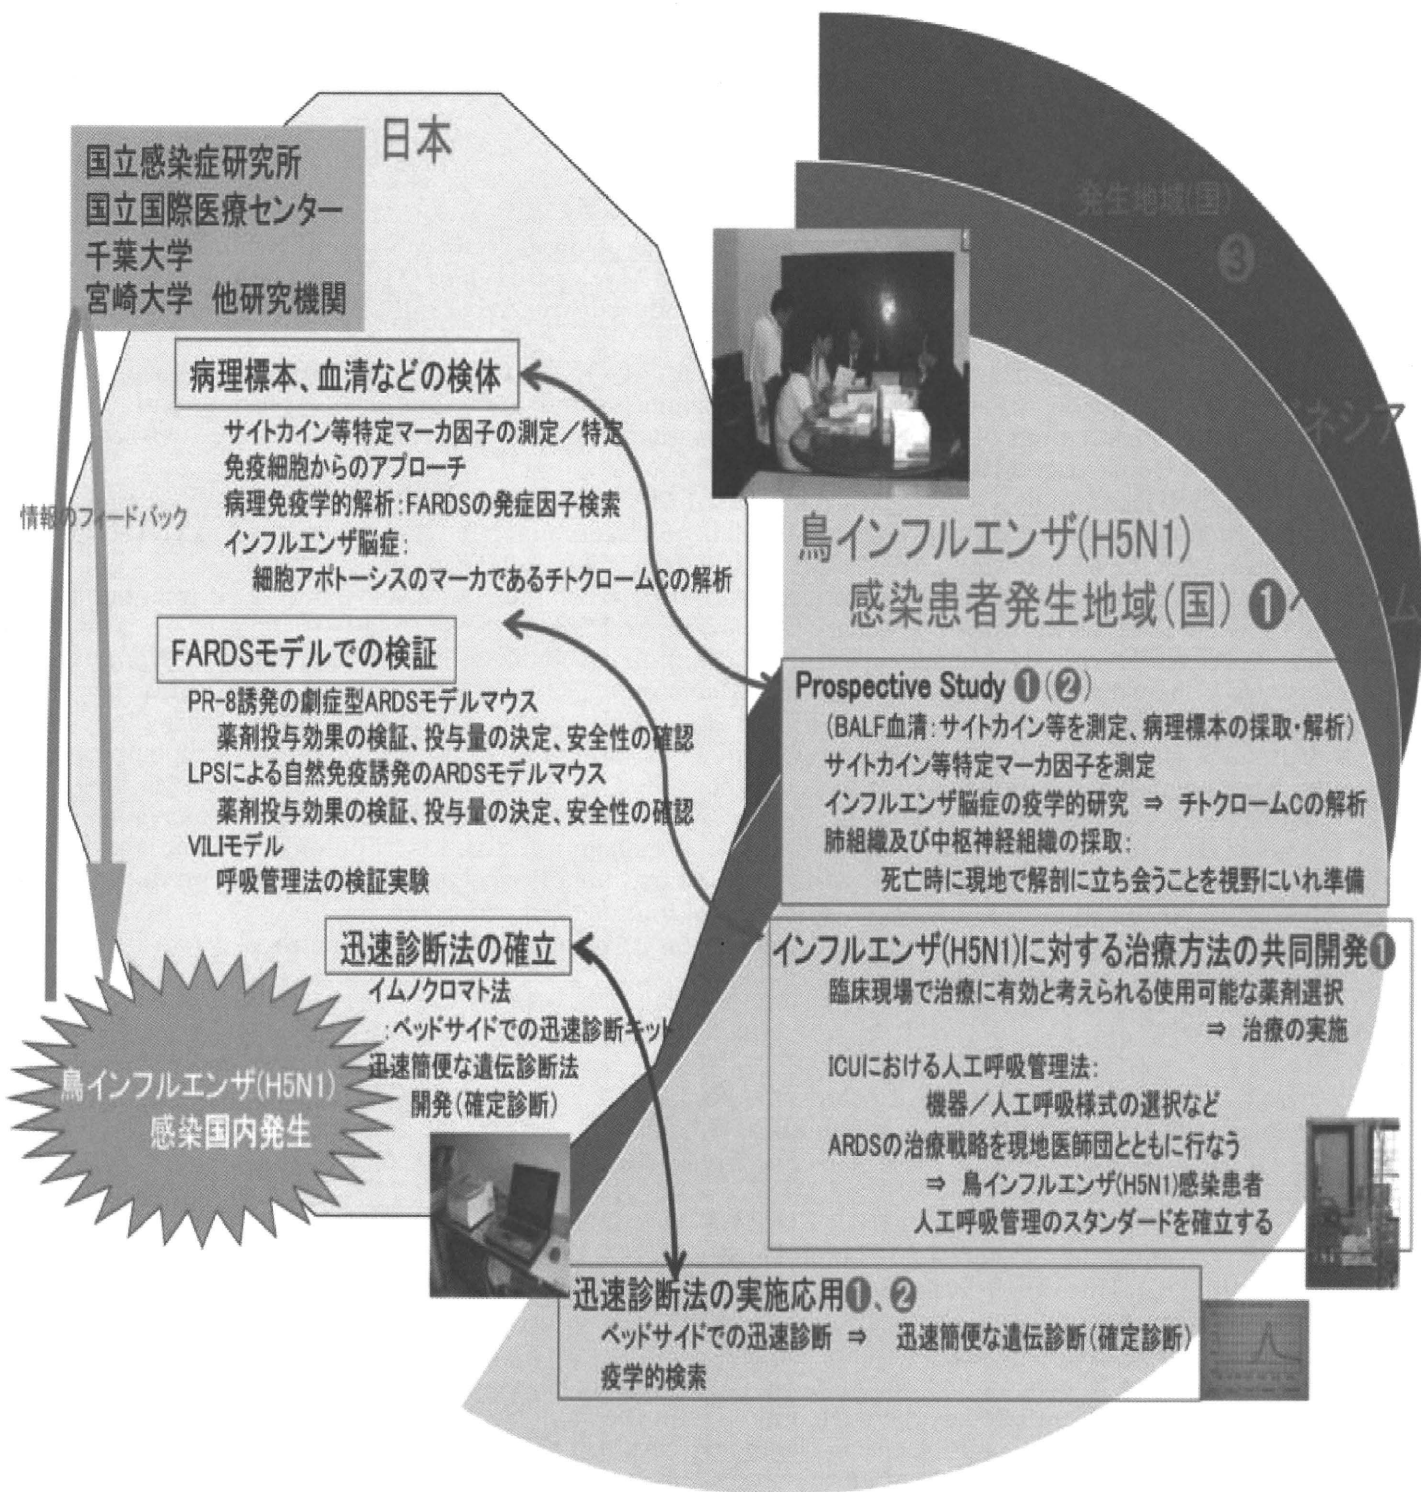 日本
国立感染症研究所
国立国際医療センター
千葉大学
宮崎大学 他研究機関
病理標本、血清などの検体
サイトカイン等特定マーカ因子の測定／特定
免疫細胞からのアプローチ
病理免疫学的解析：FARDSの発症因子検索
インフルエンザ脳症：
細胞アポトーシスのマーカであるチトクロームCの解析
情報のフィードバック
FARDSモデルでの検証
PR-8誘発の劇症型ARDSモデルマウス
薬剤投与効果の検証、投与量の決定、安全性の確認
LPSによる自然免疫誘発のARDSモデルマウス
薬剤投与効果の検証、投与量の決定、安全性の確認
VILIモデル
呼吸管理法の検証実験
迅速診断法の確立
イムノクロマト法
：ベッドサイドでの迅速診断キット
迅速簡便な遺伝診断法
開発（確定診断）
鳥インフルエンザ(H5N1)
感染国内発生
発生地域(国)
❸
ネシア
鳥インフルエンザ(H5N1)
感染患者発生地域(国) ❶
ム
Prospective Study ❶(❷)
(BALF血清：サイトカイン等を測定、病理標本の採取・解析)
サイトカイン等特定マーカ因子を測定
インフルエンザ脳症の疫学的研究 ⇒ チトクロームCの解析
肺組織及び中枢神経組織の採取：
死亡時に現地で解剖に立ち会うことを視野にいれ準備
インフルエンザ(H5N1)に対する治療方法の共同開発❶
臨床現場で治療に有効と考えられる使用可能な薬剤選択
⇒ 治療の実施
ICUにおける人工呼吸管理法：
機器／人工呼吸様式の選択など
ARDSの治療戦略を現地医師団とともに行なう
⇒ 鳥インフルエンザ(H5N1)感染患者
人工呼吸管理のスタンダードを確立する
迅速診断法の実施応用❶、❷
ベッドサイドでの迅速診断 ⇒ 迅速簡便な遺伝診断(確定診断)
疫学的検索